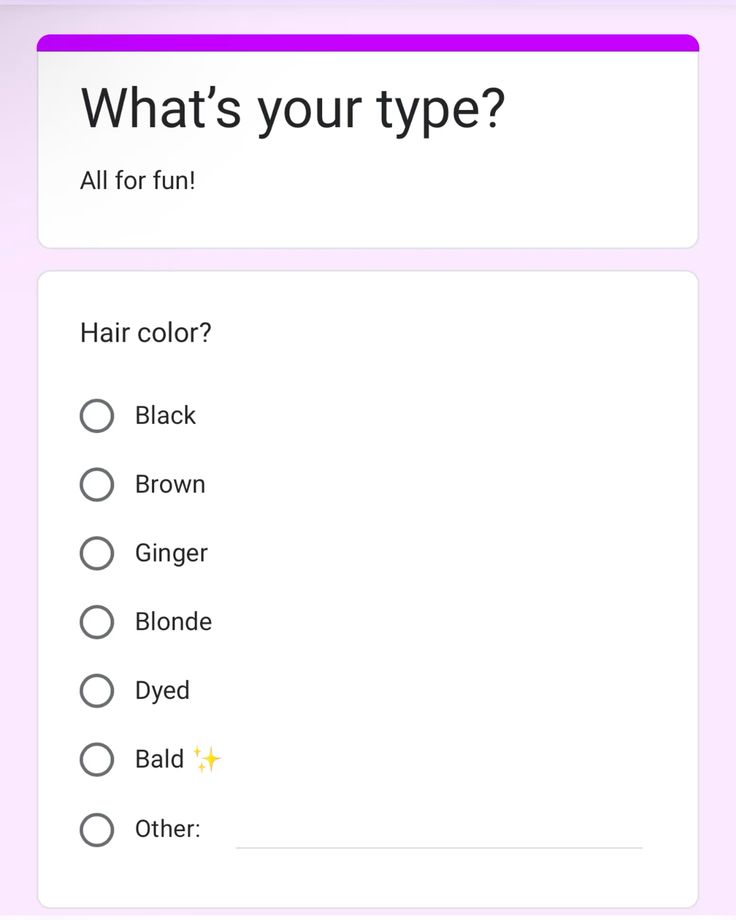 What’s your type?
All for fun!
Hair color?
Black
Brown
Ginger
Blonde
Dyed
Bald ✨
Other: